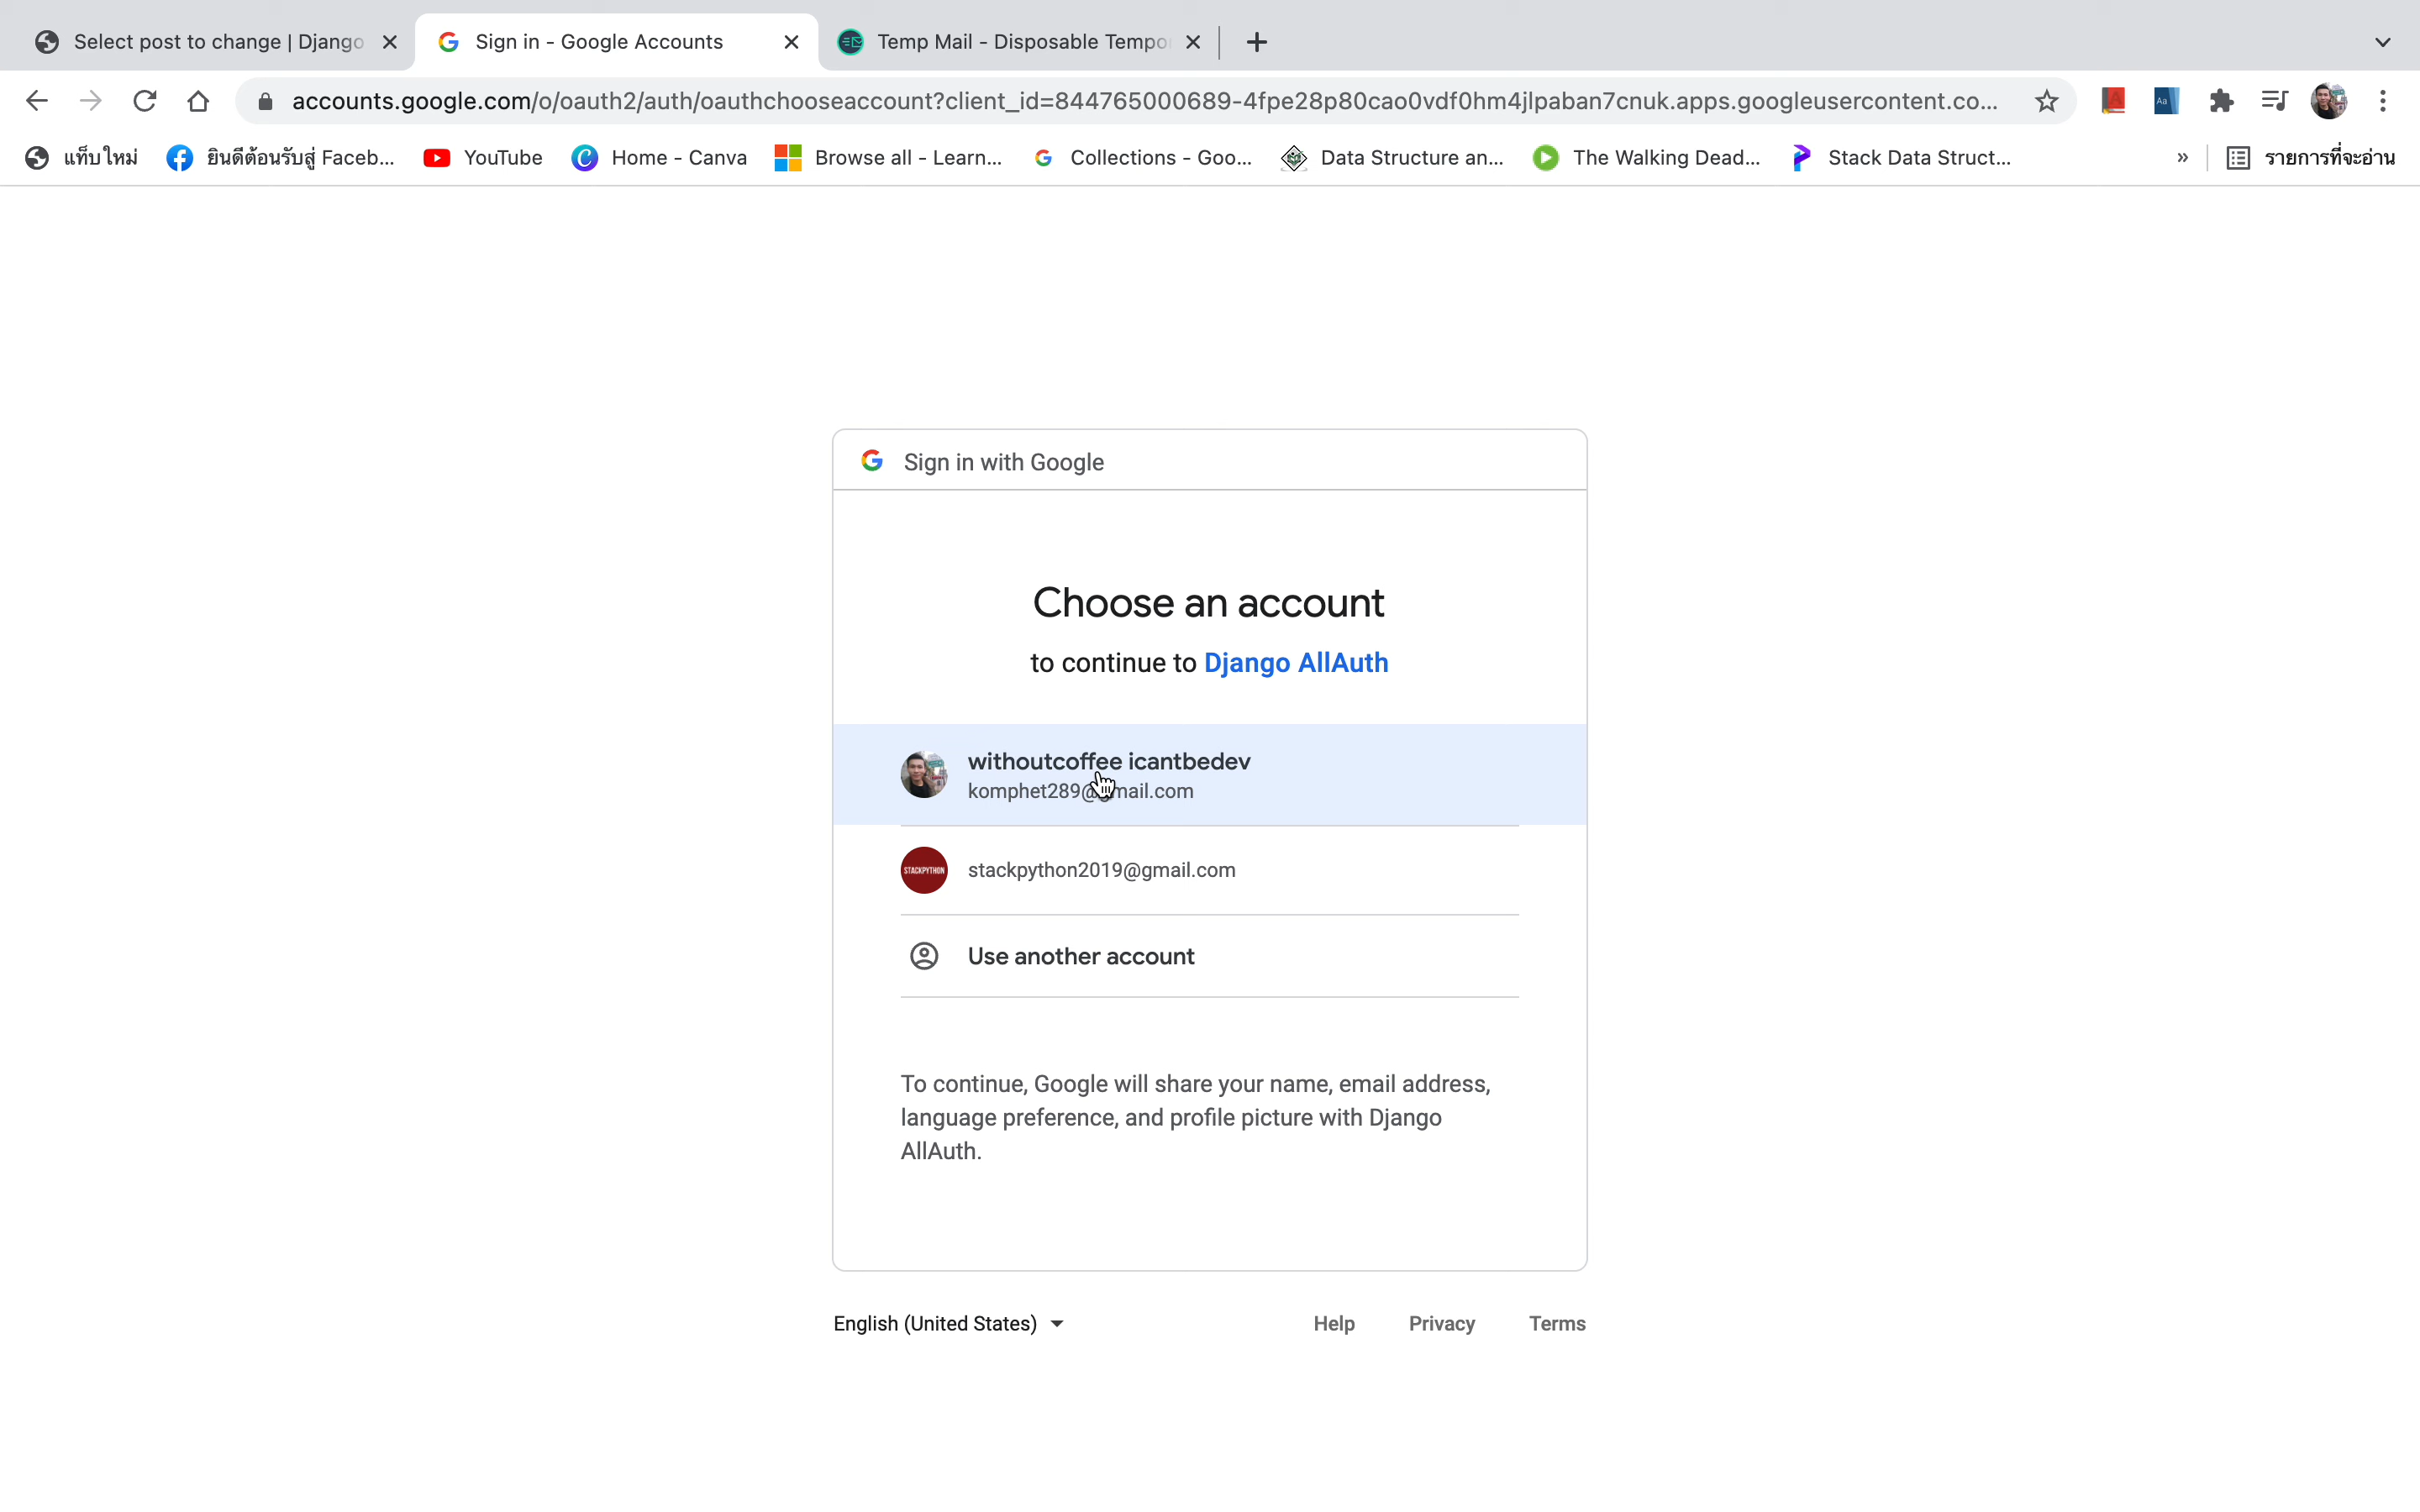 Select post to change | Django
Sign in - Google Accounts
Temp Mail - Disposable Tempo
accounts.google.com/o/oauth2/auth/oauthchooseaccount?client_id=844765000689-4fpe28p80cao0vdf0hm4jlpaban7cnuk.apps.googleusercontent.co...
แท็บใหม่
ยินดีต้อนรับสู่ Faceb...
YouTube
Home - Canva
Browse all - Learn...
Collections - Goo...
Data Structure an...
The Walking Dead...
Stack Data Struct...
»
รายการที่จะอ่าน
Sign in with Google
Choose an account
to continue to Django AllAuth
withoutcoffee icantbedev
komphet289@gmail.com
STACKPYTHON
stackpython2019@gmail.com
Use another account
To continue, Google will share your name, email address,
language preference, and profile picture with Django
AllAuth.
English (United States)
Help
Privacy
Terms